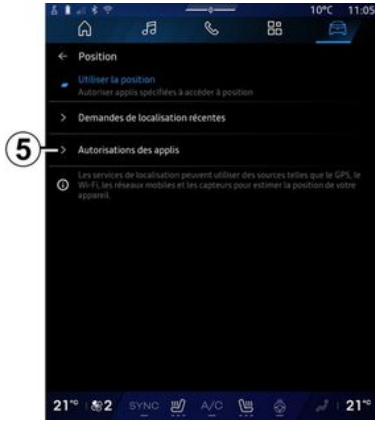 10°C 11:05
Position
Utiliser la position
Autoriser applis spécifiées à accéder à position
Demandes de localisation récentes
5
Autorisations des applis
Les services de localisation peuvent utiliser des sources telles que le GPS, le
Wi-Fi, les réseaux mobiles et les capteurs pour estimer la position de votre
appareil.
21°C 2 SYNC A/C 21°C